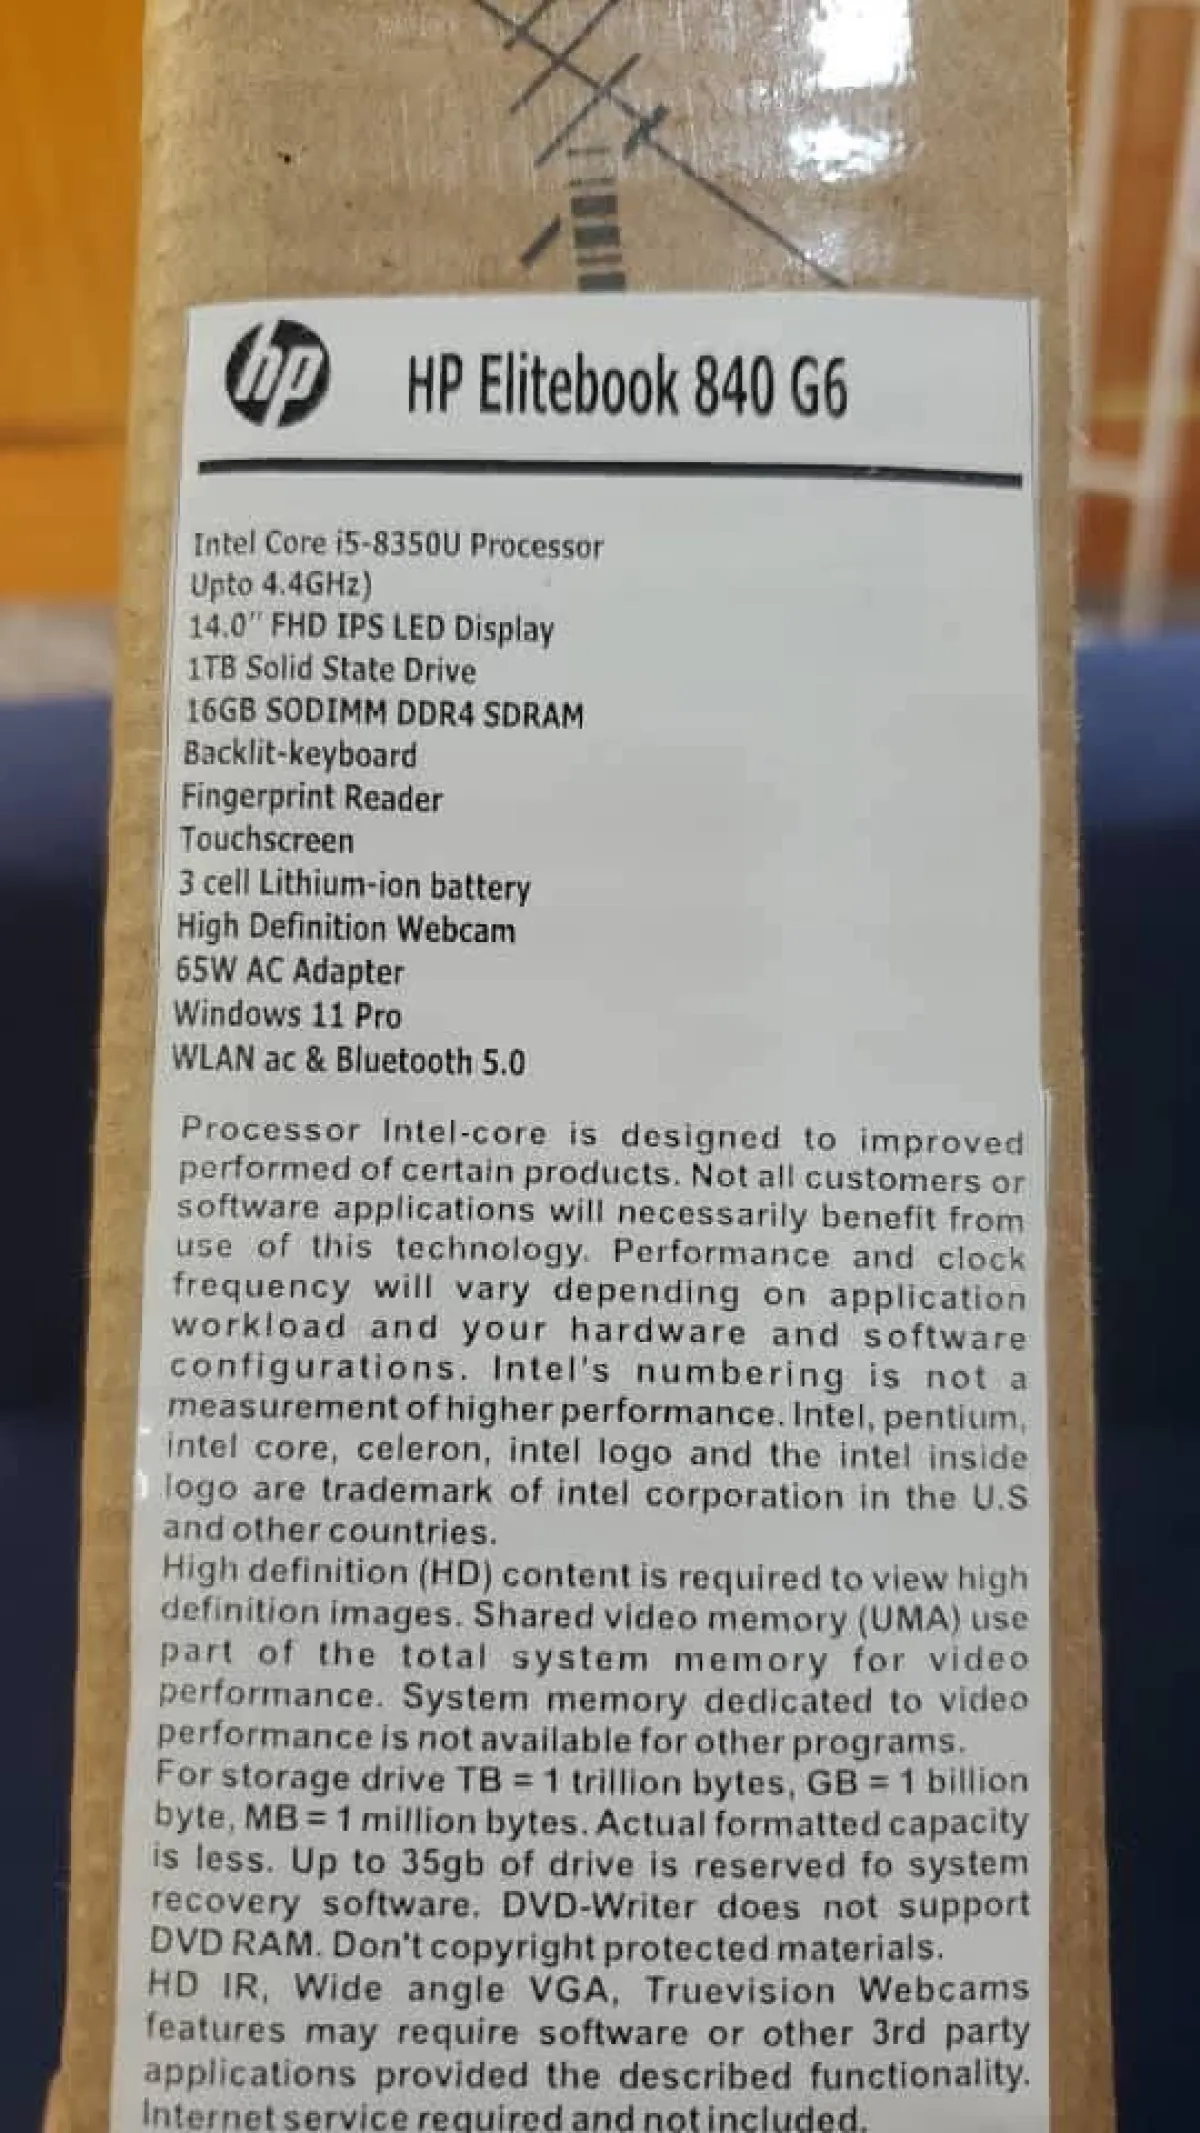 hp
HP Elitebook 840 G6
Intel Core i5-8350U Processor
Upto 4.4GHz)
14.0" FHD IPS LED Display
1TB Solid State Drive
16GB SODIMM DDR4 SDRAM
Backlit-keyboard
Fingerprint Reader
Touchscreen
3 cell Lithium-ion battery
High Definition Webcam
65W AC Adapter
Windows 11 Pro
WLAN ac & Bluetooth 5.0
Processor Intel-core is designed to improved
performed of certain products. Not all customers or
software applications will necessarily benefit from
use of this technology. Performance and clock
frequency will vary depending on application
workload and your hardware and software
configurations. Intel's numbering is not a
measurement of higher performance. Intel, pentium,
intel core, celeron, intel logo and the intel inside
logo are trademark of intel corporation in the U.S
and other countries.
High definition (HD) content is required to view high
definition images. Shared video memory (UMA) use
part of the total system memory for video
performance. System memory dedicated to video
performance is not available for other programs.
For storage drive TB = 1 trillion bytes, GB = 1 billion
byte, MB = 1 million bytes. Actual formatted capacity
is less. Up to 35gb of drive is reserved fo system
recovery software. DVD-Writer does not support
DVD RAM. Don't copyright protected materials.
HD IR, Wide angle VGA, Truevision Webcams
features may require software or other 3rd party
applications provided the described functionality.
Internet service required and not included.